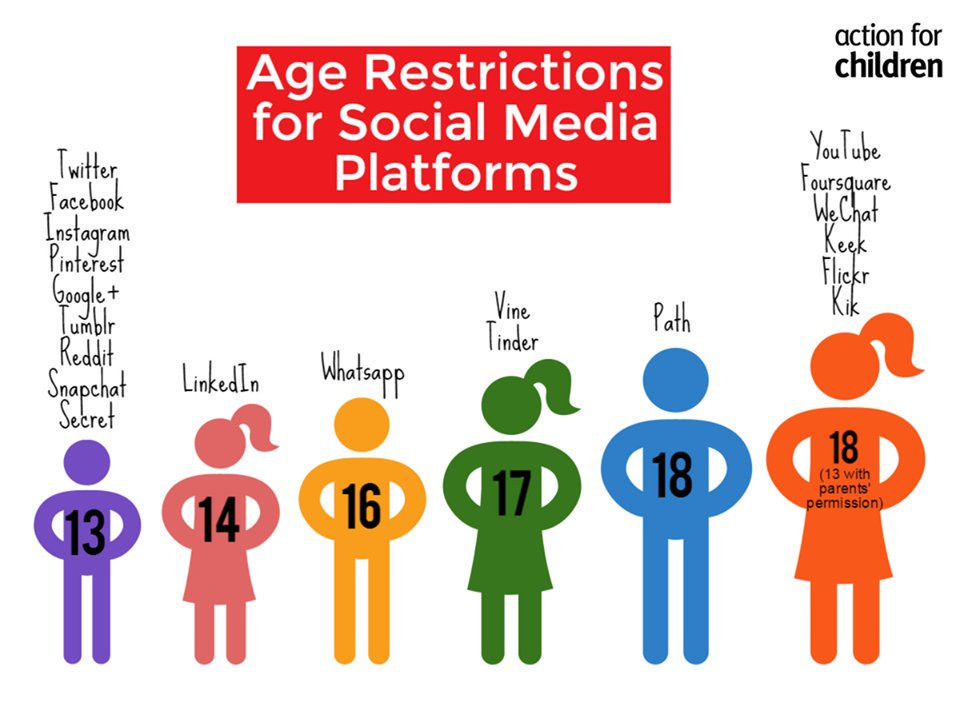 action for
children
Age Restrictions
for Social Media
Platforms
Twitter
Facebook
Instagram
Pinterest
Google+
Tumblr
Reddit
Snapchat
Secret
13
LinkedIn
14
Whatsapp
16
Vine
Tinder
17
Path
18
YouTube
Foursquare
WeChat
Keek
Flickr
Kik
18
(13 with
parents'
permission)